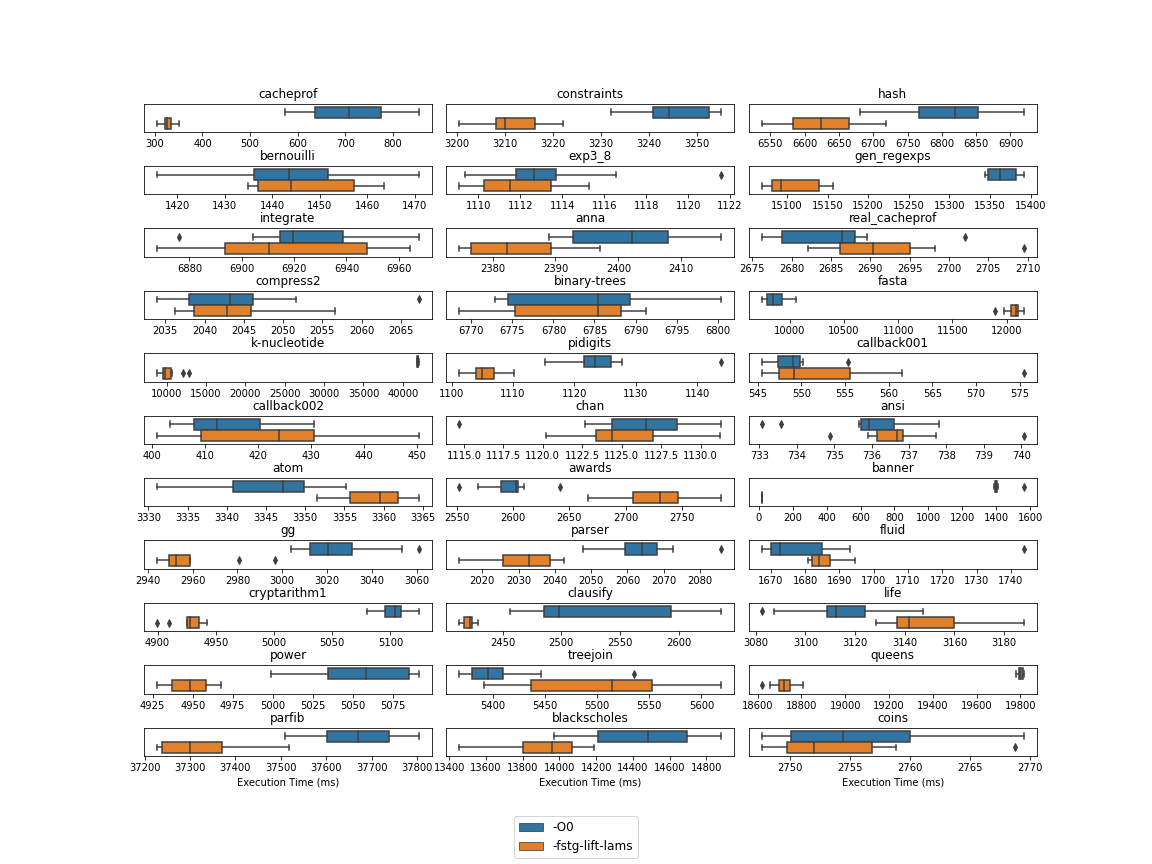 cacheprof constraints hash
300 400 500 600 700 800 3200 3210 3220 3230 3240 3250 6550 6600 6650 6700 6750 6800 6850 6900
bernouilli exp3_8 gen_regexps
1420 1430 1440 1450 1460 1470 1110 1112 1114 1116 1118 1120 1122 15100 15150 15200 15250 15300 15350 15400
integrate anna real_cacheprof
6880 6900 6920 6940 6960 2380 2390 2400 2410 2675 2680 2685 2690 2695 2700 2705 2710
compress2 binary-trees fasta
2035 2040 2045 2050 2055 2060 2065 6770 6775 6780 6785 6790 6795 6800 10000 10500 11000 11500 12000
k-nucleotide pidigits callback001
10000 15000 20000 25000 30000 35000 40000 1100 1110 1120 1130 1140 545 550 555 560 565 570 575
callback002 chan ansi
400 410 420 430 440 450 1115.0 1117.5 1120.0 1122.5 1125.0 1127.5 1130.0 733 734 735 736 737 738 739 740
atom awards banner
3330 3335 3340 3345 3350 3355 3360 3365 2550 2600 2650 2700 2750 0 200 400 600 800 1000 1200 1400 1600
gg parser fluid
2940 2960 2980 3000 3020 3040 3060 2020 2030 2040 2050 2060 2070 2080 1670 1680 1690 1700 1710 1720 1730 1740
cryptarithm1 clausify life
4900 4950 5000 5050 5100 2450 2500 2550 2600 3080 3100 3120 3140 3160 3180
power treejoin queens
4925 4950 4975 5000 5025 5050 5075 5400 5450 5500 5550 5600 18600 18800 19000 19200 19400 19600 19800
parfib blackscholes coins
37200 37300 37400 37500 37600 37700 37800 13400 13600 13800 14000 14200 14400 14600 14800 2750 2755 2760 2765 2770
Execution Time (ms) Execution Time (ms) Execution Time (ms)
-O0
-fstg-lift-lams